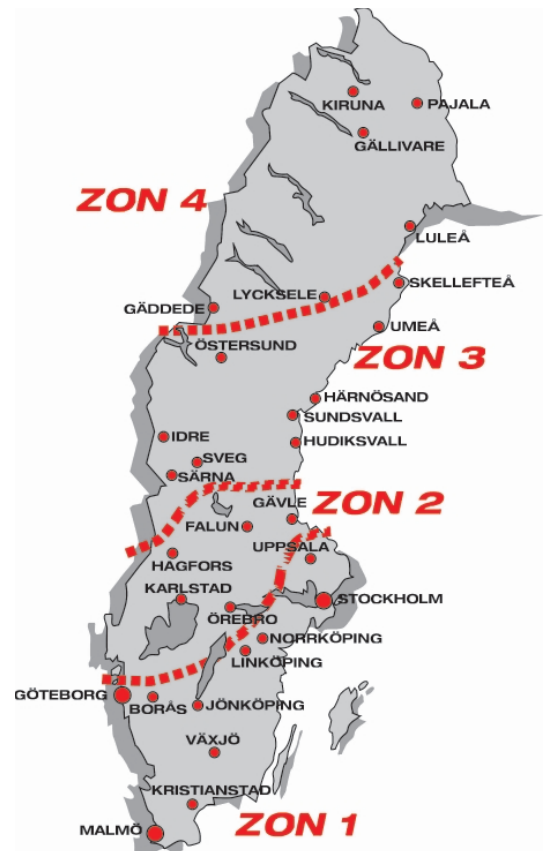 KIRUNA
PAJALA
GÄLLIVARE
ZON 4
LULEÅ
LYCKSELE
SKELLEFTEÅ
GÄDDEDE
UMEÅ
ÖSTERSUND
ZON 3
HÄRNÖSAND
SUNDSVALL
IDRE
HUDIKSVALL
SVEG
SÄRNA
GÄVLE
ZON 2
FALUN
UPPSALA
HAGFORS
KARLSTAD
STOCKHOLM
ÖREBRO
NORRKÖPING
LINKÖPING
GÖTEBORG
BORÅS
JÖNKÖPING
VÄXJÖ
KRISTIANSTAD
ZON 1
MALMÖ